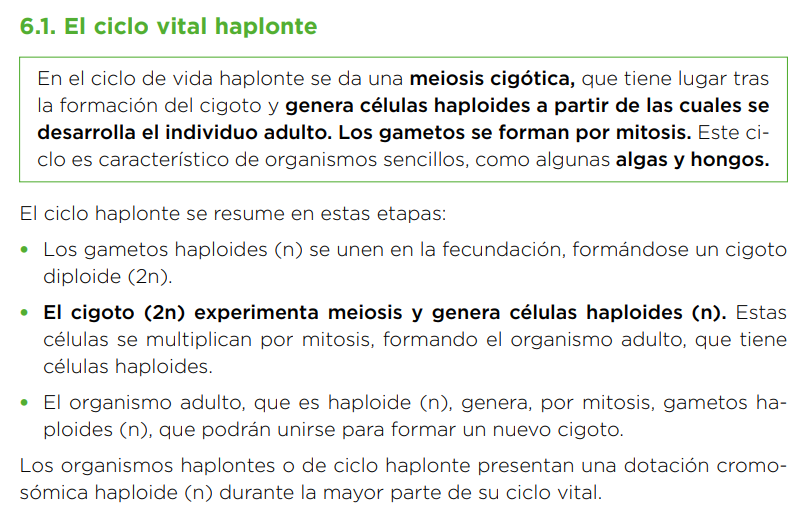 6.1. El ciclo vital haplonte
En el ciclo de vida haplonte se da una meiosis cigótica, que tiene lugar tras
la formación del cigoto y genera células haploides a partir de las cuales se
desarrolla el individuo adulto. Los gametos se forman por mitosis. Este ci-
clo es característico de organismos sencillos, como algunas algas y hongos.
El ciclo haplonte se resume en estas etapas:
• Los gametos haploides (n) se unen en la fecundación, formándose un cigoto
diploide (2n).
• El cigoto (2n) experimenta meiosis y genera células haploides (n). Estas
células se multiplican por mitosis, formando el organismo adulto, que tiene
células haploides.
• El organismo adulto, que es haploide (n), genera, por mitosis, gametos ha-
ploides (n), que podrán unirse para formar un nuevo cigoto.
Los organismos haplontes o de ciclo haplonte presentan una dotación cromo-
sómica haploide (n) durante la mayor parte de su ciclo vital.